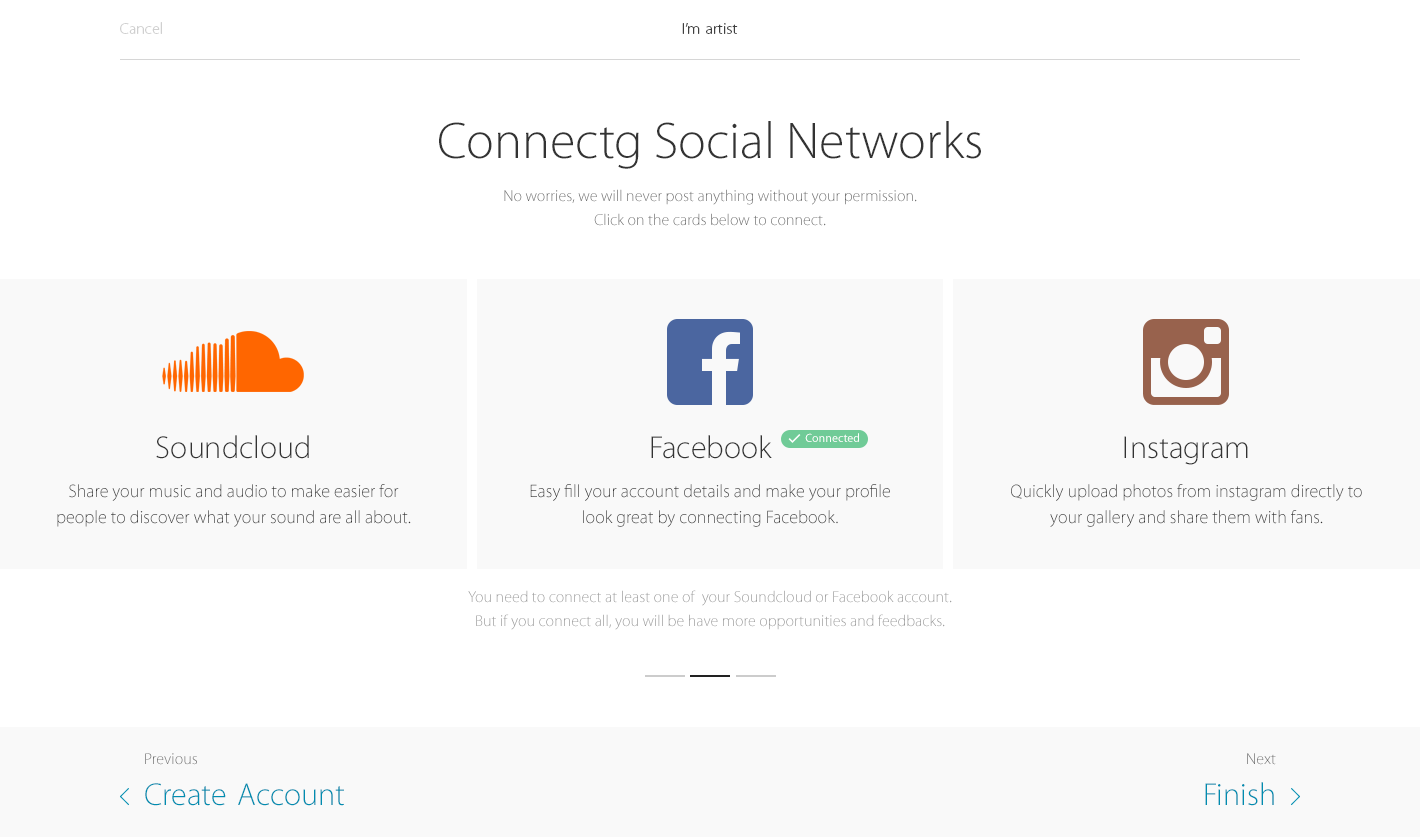 Cancel
I'm artist
Connectg Social Networks
No worries, we will never post anything without your permission.
Click on the cards below to connect.
Soundcloud
Share your music and audio to make easier for
people to discover what your sound are all about.
Facebook
Connected
Easy fill your account details and make your profile
look great by connecting Facebook.
Instagram
Quickly upload photos from instagram directly to
your gallery and share them with fans.
You need to connect at least one of  your Soundcloud or Facebook account.
But if you connect all, you will be have more opportunities and feedbacks.
Previous
Create Account
Next
Finish